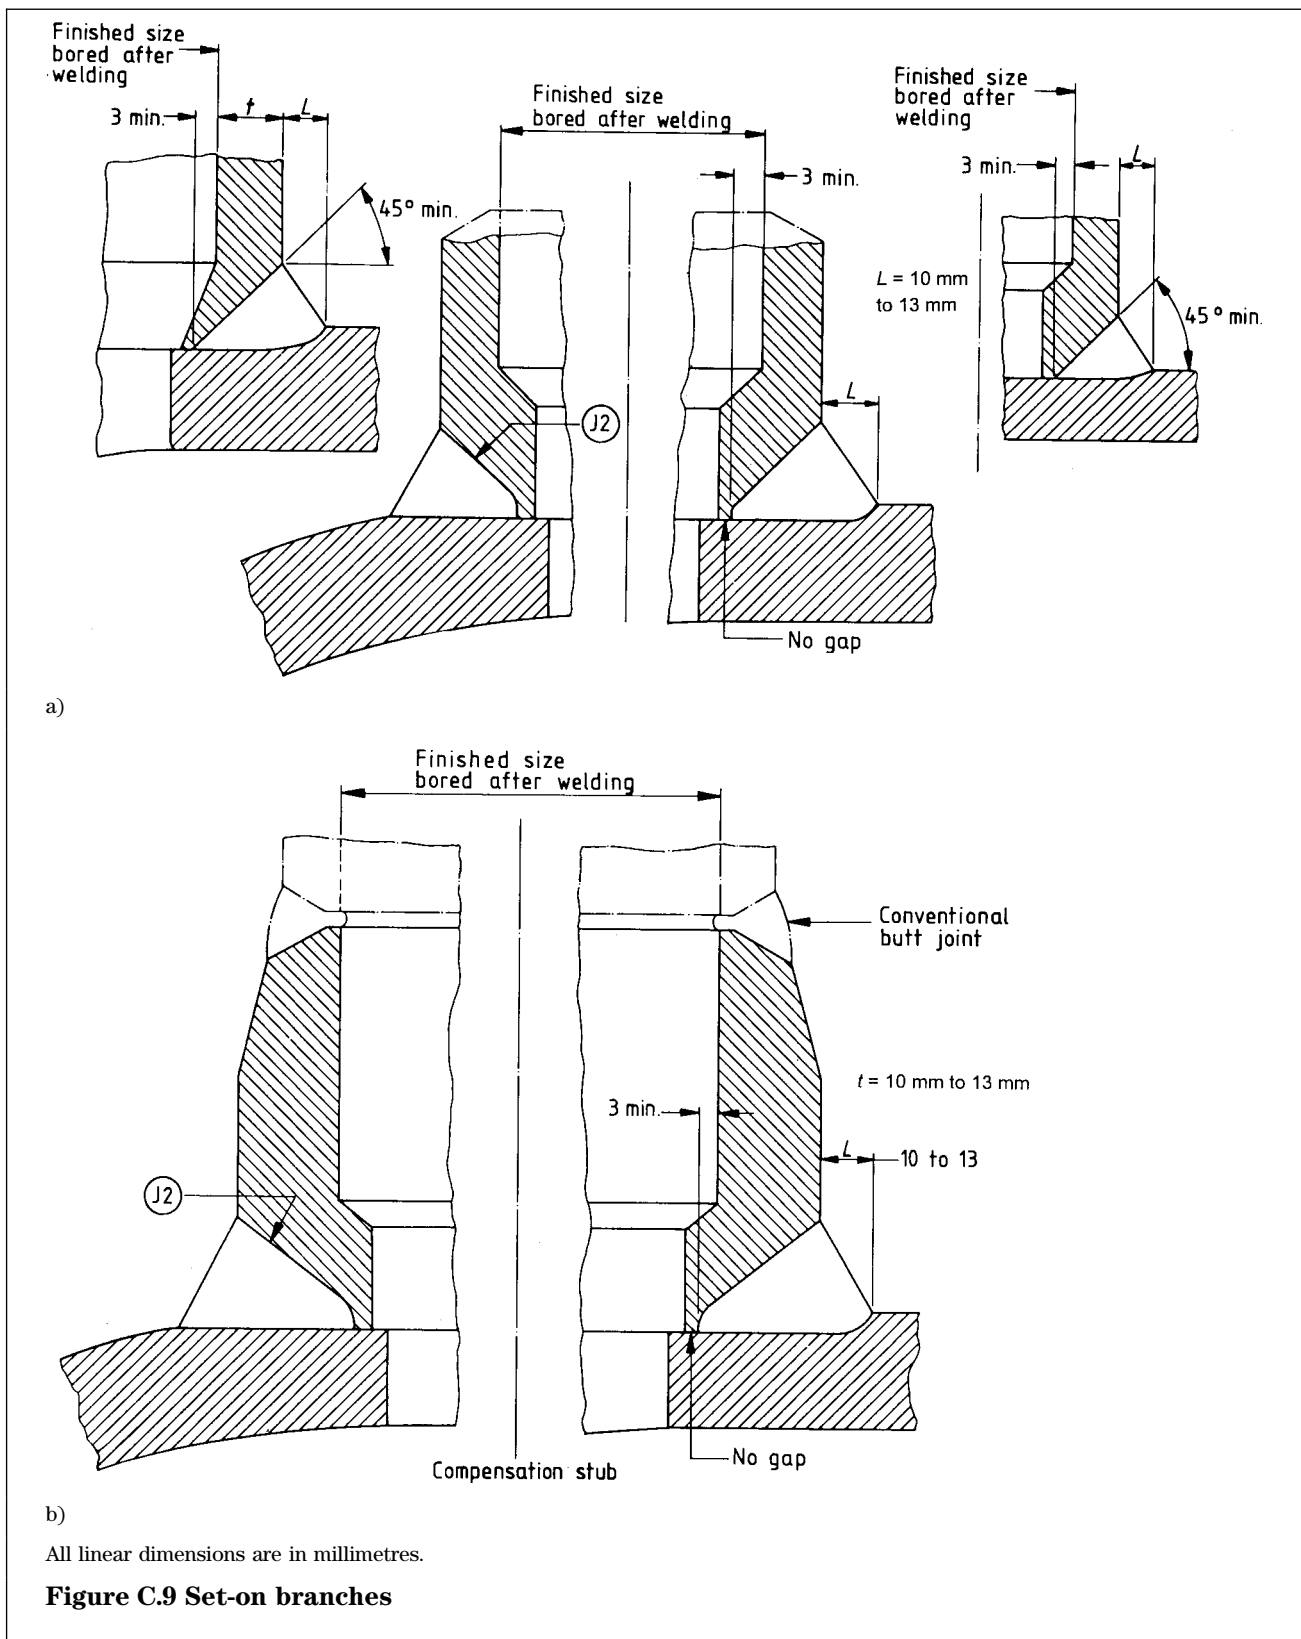 Finished size
bored after
welding
3 min.
t
L
45° min.
Finished size
bored after welding
3 min.
L = 10 mm
to 13 mm
L
J2
No gap
Finished size
bored after
welding
3 min.
L
45° min.
a)
Finished size
bored after welding
Conventional
butt joint
t = 10 mm to 13 mm
3 min.
L
10 to 13
J2
No gap
Compensation stub
b)
All linear dimensions are in millimetres.
Figure C.9 Set-on branches